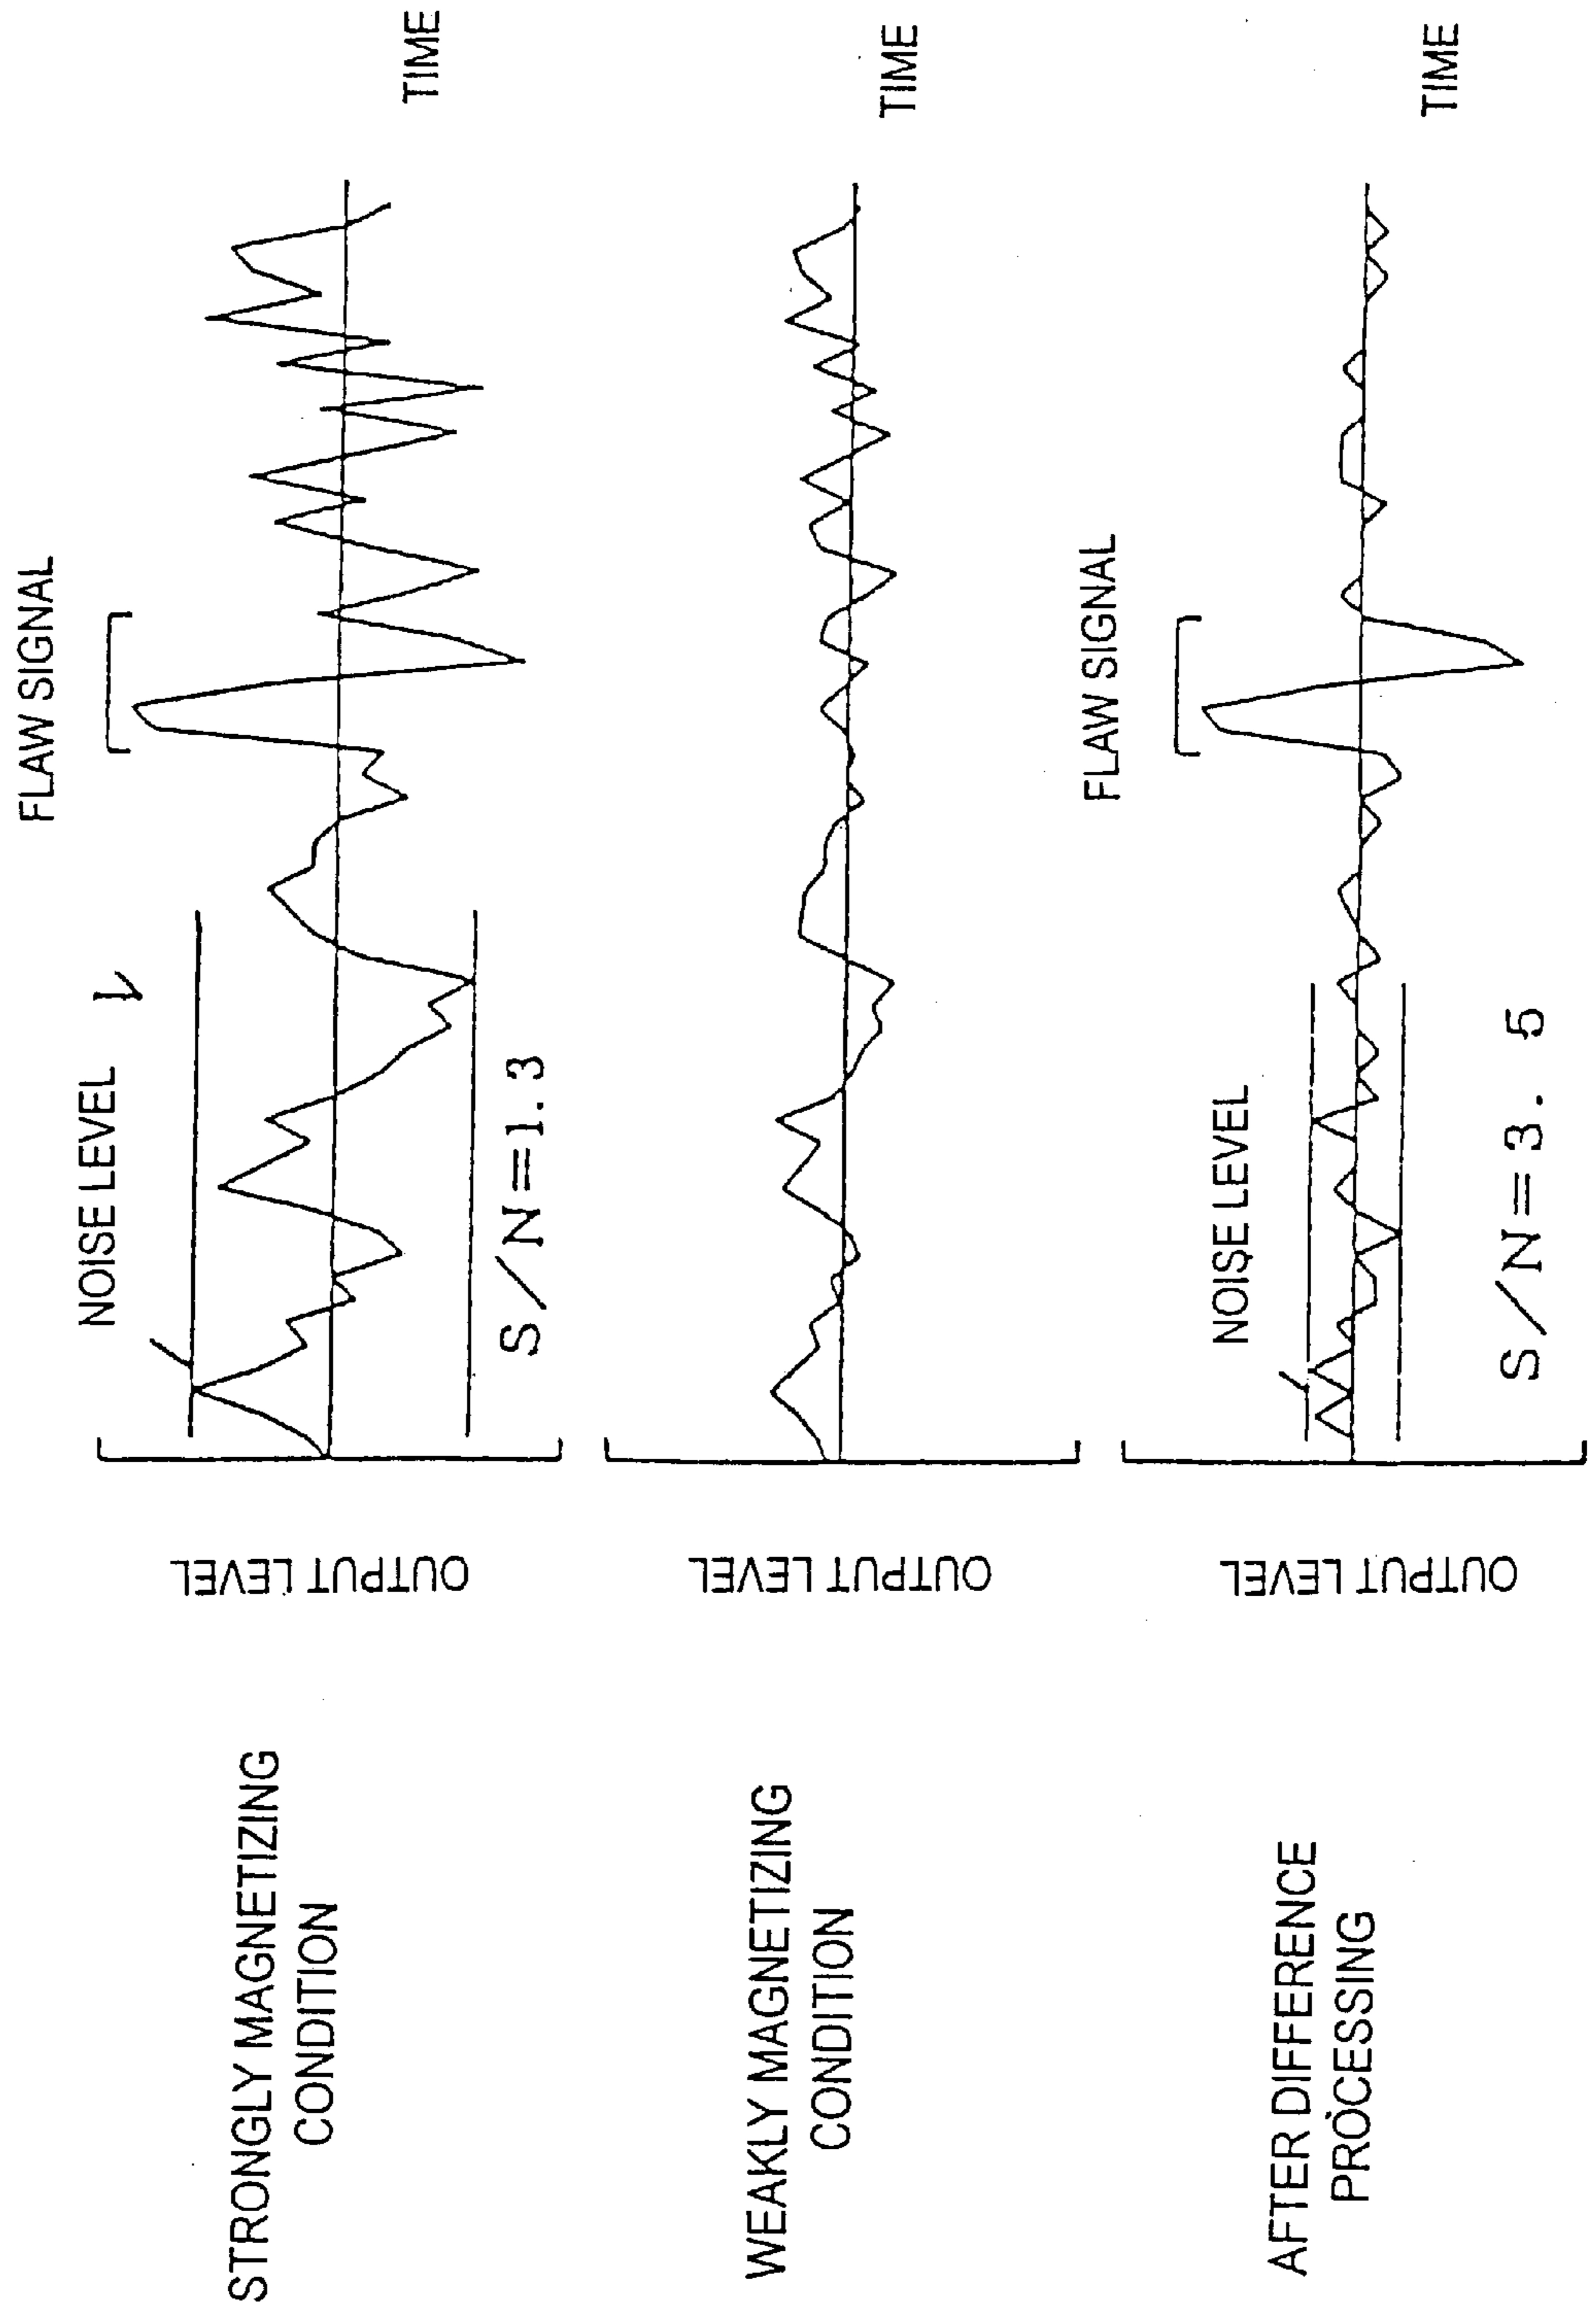 STRONGLY MAGNETIZING
CONDITION
OUTPUT LEVEL
NOISE LEVEL
FLAW SIGNAL
S/N=1.3
TIME
WEAKLY MAGNETIZING
CONDITION
OUTPUT LEVEL
TIME
AFTER DIFFERENCE
PROCESSING
OUTPUT LEVEL
NOISE LEVEL
FLAW SIGNAL
S/N=3.5
TIME